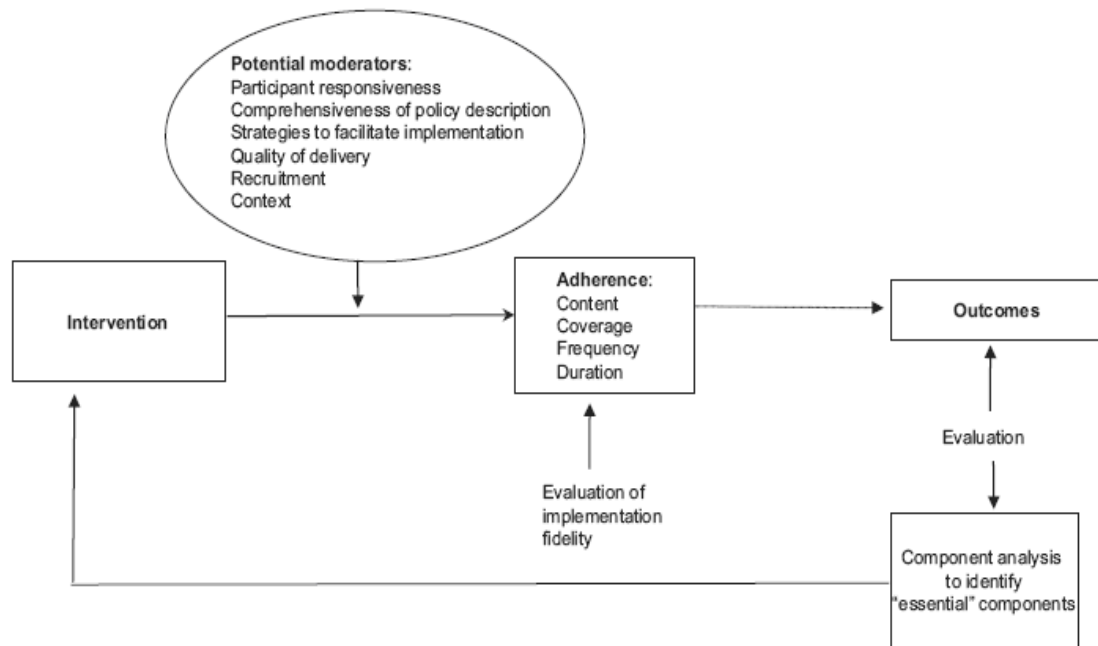 Potential moderators:
Participant responsiveness
Comprehensiveness of policy description
Strategies to facilitate implementation
Quality of delivery
Recruitment
Context
Intervention
Adherence:
Content
Coverage
Frequency
Duration
Outcomes
Evaluation
Evaluation of
implementation
fidelity
Component analysis
to identify
“essential” components